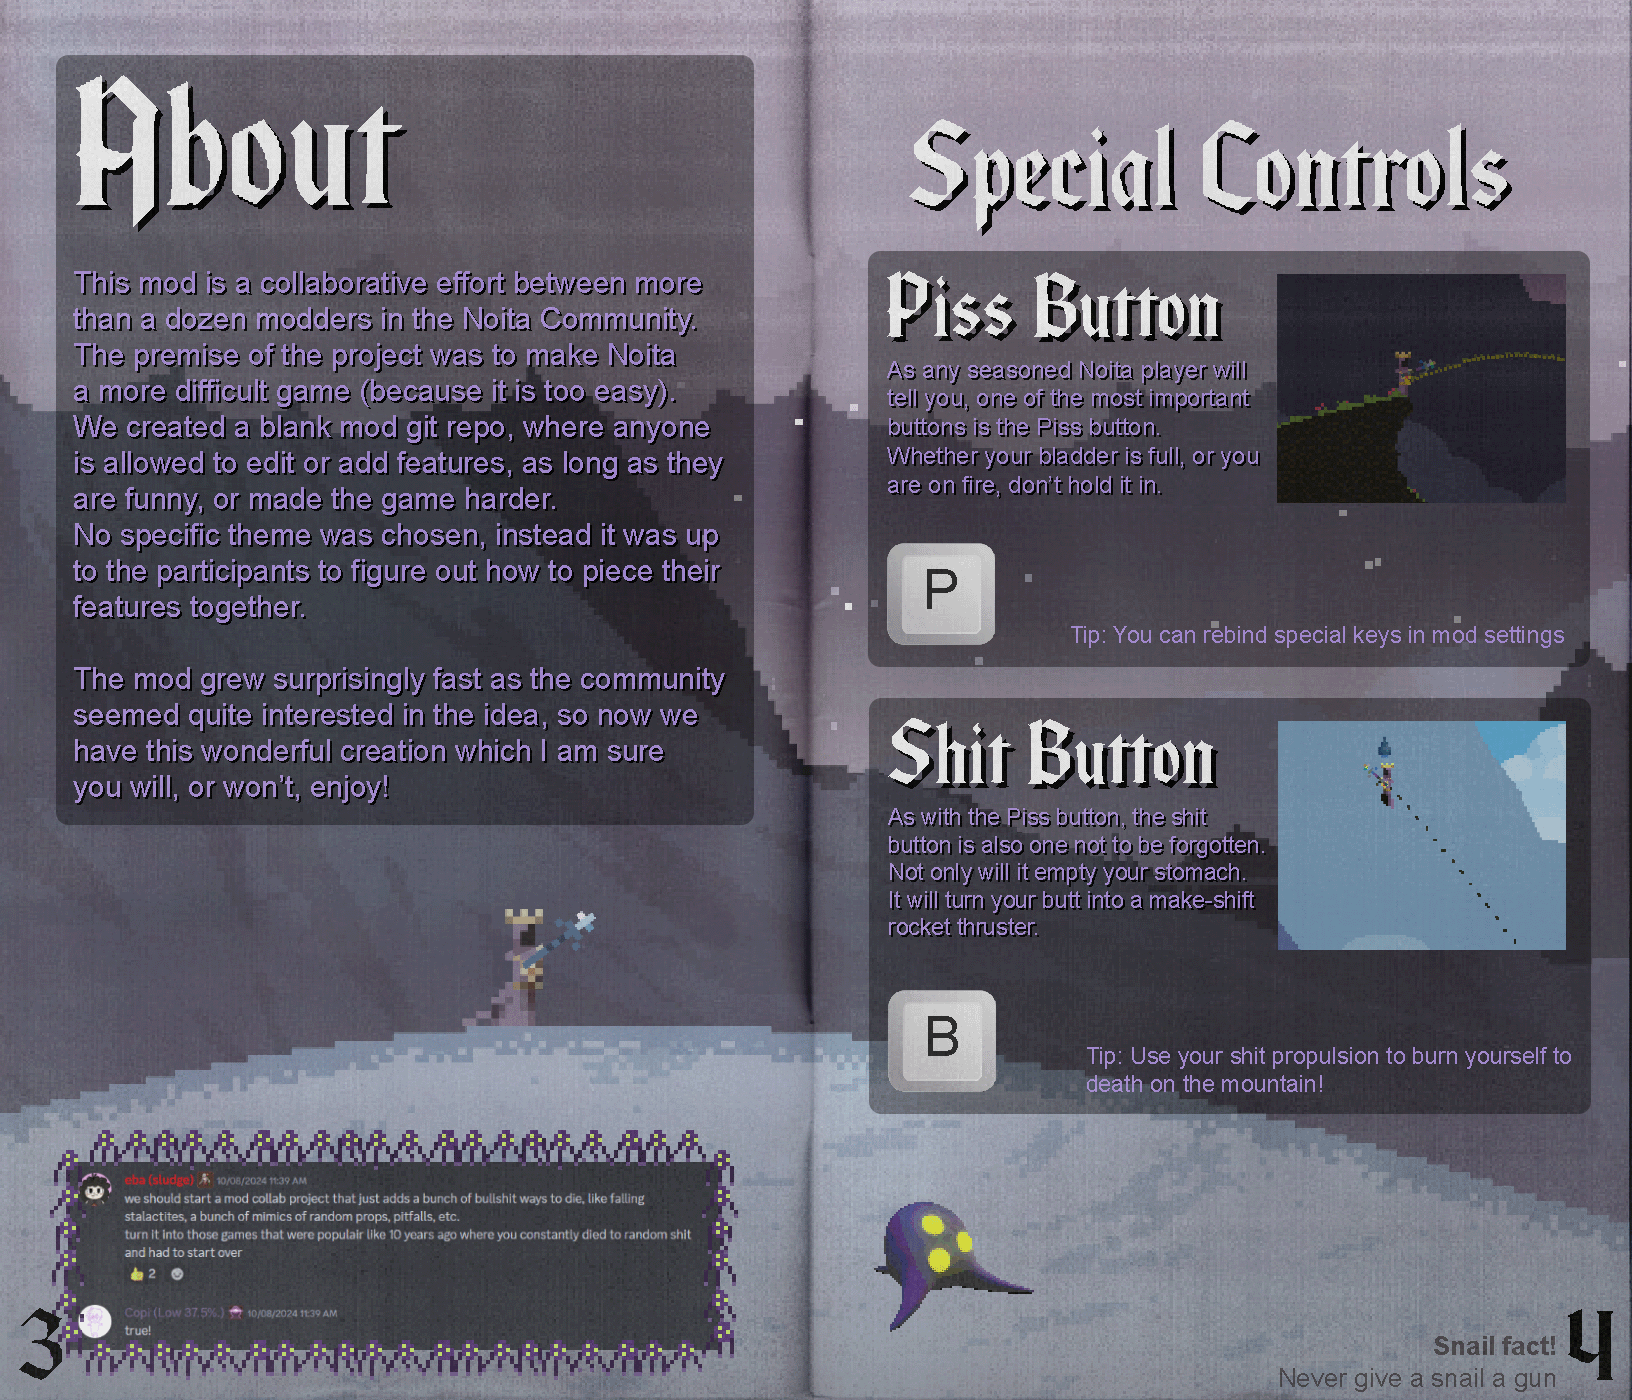 About
This mod is a collaborative effort between more
than a dozen modders in the Noita Community.
The premise of the project was to make Noita
a more difficult game (because it is too easy).
We created a blank mod git repo, where anyone
is allowed to edit or add features, as long as they
are funny, or made the game harder.
No specific theme was chosen, instead it was up
to the participants to figure out how to piece their
features together.
The mod grew surprisingly fast as the community
seemed quite interested in the idea, so now we
have this wonderful creation which I am sure
you will, or won't, enjoy!
eba (sludge) 10/08/2024 11:39 AM
we should start a mod collab project that just adds a bunch of bullshit ways to die, like falling
stalactites, a bunch of mimics of random props, pitfalls, etc.
turn it into those games that were populair like 10 years ago where you constantly died to random shit
and had to start over
2
Copi (Low 37.5%.) 10/08/2024 11:39 AM
true!
3
Special Controls
Piss Button
As any seasoned Noita player will
tell you, one of the most important
buttons is the Piss button.
Whether your bladder is full, or you
are on fire, don't hold it in.
P
Tip: You can rebind special keys in mod settings
Shit Button
As with the Piss button, the shit
button is also one not to be forgotten.
Not only will it empty your stomach.
It will turn your butt into a make-shift
rocket thruster.
B
Tip: Use your shit propulsion to burn yourself to
death on the mountain!
Snail fact!
Never give a snail a gun
4